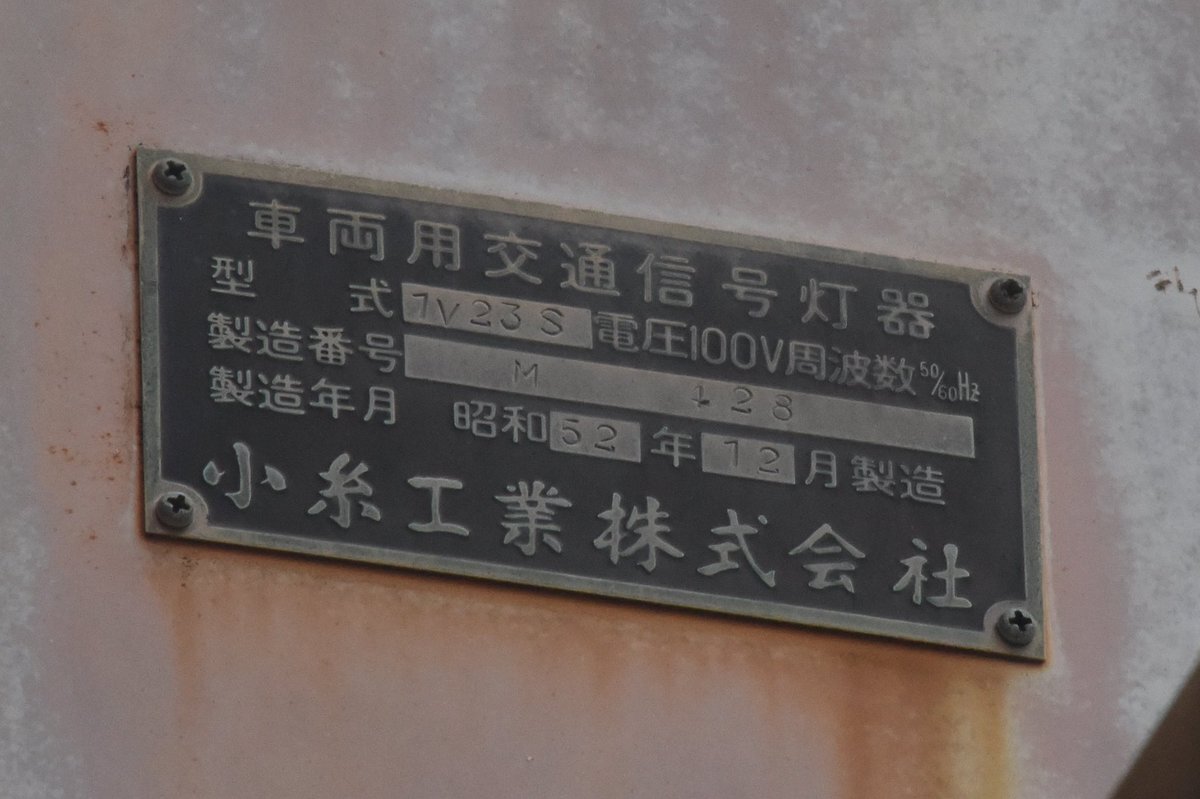 車両用交通信号灯器
型式 1V23S 電圧100V周波数50/60Hz
製造番号 M 428
製造年月 昭和52年12月製造
小糸工業株式会社